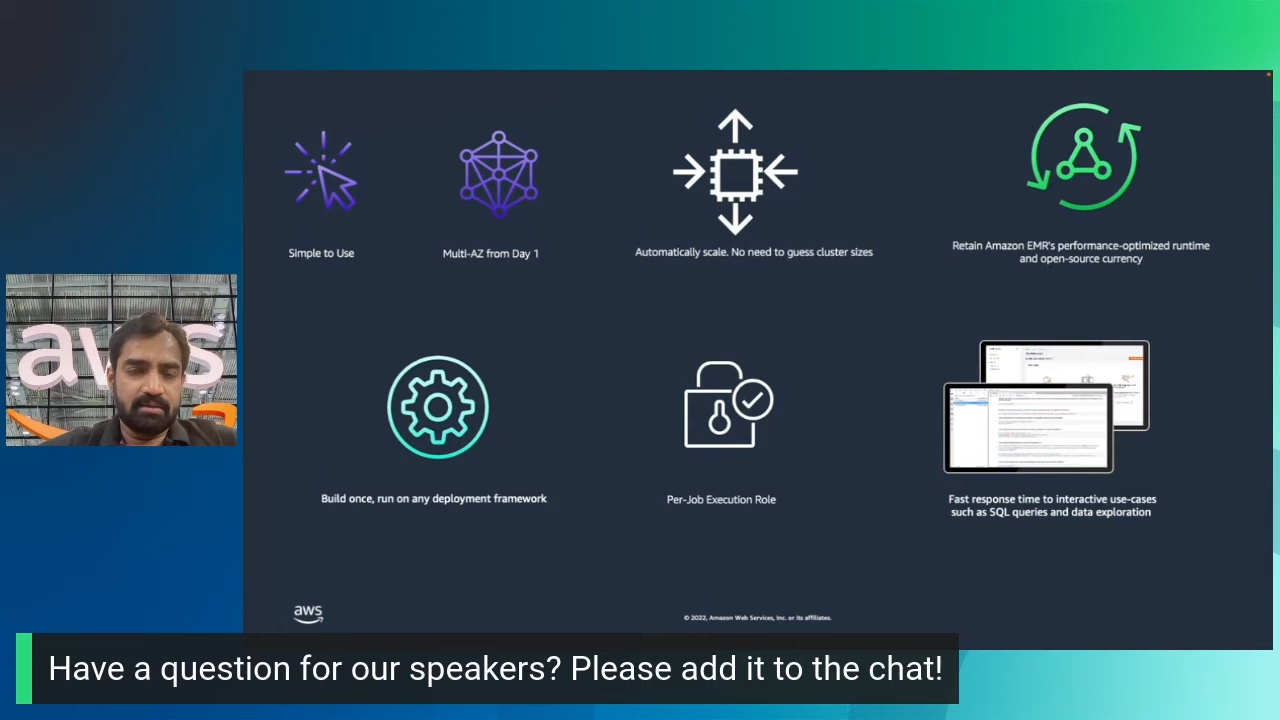 Simple to Use
Multi-AZ from Day 1
Automatically scale. No need to guess cluster sizes
Retain Amazon EMR's performance-optimized runtime
and open-source currency
aws
Build once, run on any deployment framework
Per-Job Execution Role
Fast response time to interactive use-cases
such as SQL queries and data exploration
aws
© 2022, Amazon Web Services, Inc. or its affiliates.
Have a question for our speakers? Please add it to the chat!